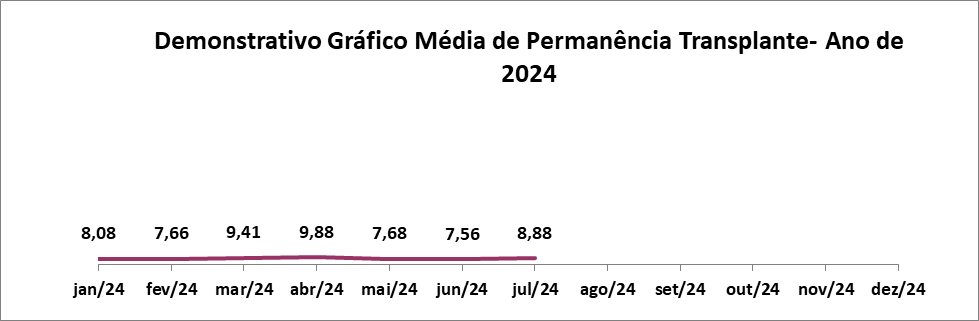 Demonstrativo Gráfico Média de Permanência Transplante- Ano de
2024
8,08 7,66 9,41 9,88 7,68 7,56 8,88
jan/24 fev/24 mar/24 abr/24 mai/24 jun/24 jul/24 ago/24 set/24 out/24 nov/24 dez/24